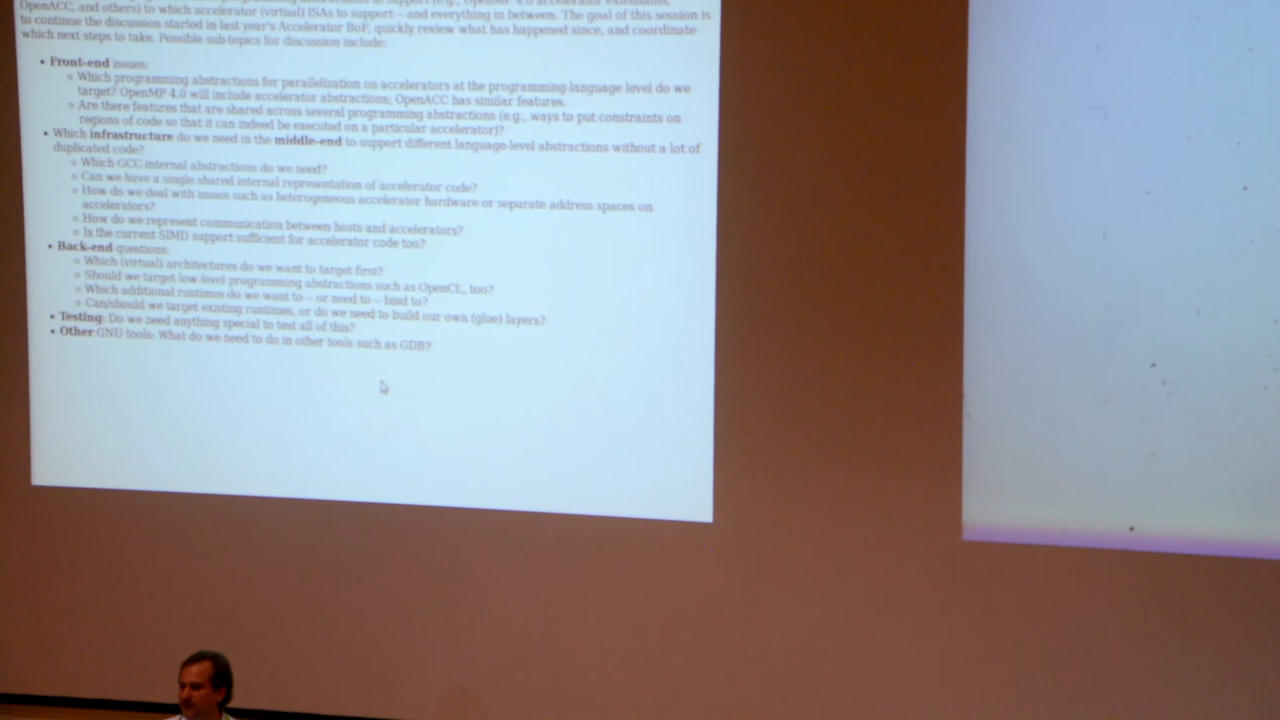 OpenACC, and others) to which accelerator (virtual) ISAs to support – and everything in between. The goal of this session is
to continue the discussion started in last year's Accelerator BoF, quickly review what has happened since, and coordinate
which next steps to take. Possible sub-topics for discussion include:
• Front-end issues:
◦ Which programming abstractions for parallelization on accelerators at the programming-language level do we
target? OpenMP 4.0 will include accelerator abstractions; OpenACC has similar features.
◦ Are there features that are shared across several programming abstractions (e.g., ways to put constraints on
regions of code so that it can indeed be executed on a particular accelerator)?
• Which infrastructure do we need in the middle-end to support different language-level abstractions without a lot of
duplicated code?
◦ Which GCC-internal abstractions do we need?
◦ Can we have a single shared internal representation of accelerator code?
◦ How do we deal with issues such as heterogeneous accelerator hardware or separate address spaces on
accelerators?
◦ How do we represent communication between hosts and accelerators?
◦ Is the current SIMD support sufficient for accelerator code too?
• Back-end questions:
◦ Which (virtual) architectures do we want to target first?
◦ Should we target low-level programming abstractions such as OpenCL, too?
◦ Which additional runtimes do we want to – or need to – bind to?
◦ Can/should we target existing runtimes, or do we need to build our own (glue) layers?
• Testing: Do we need anything special to test all of this?
• Other GNU tools: What do we need to do in other tools such as GDB?